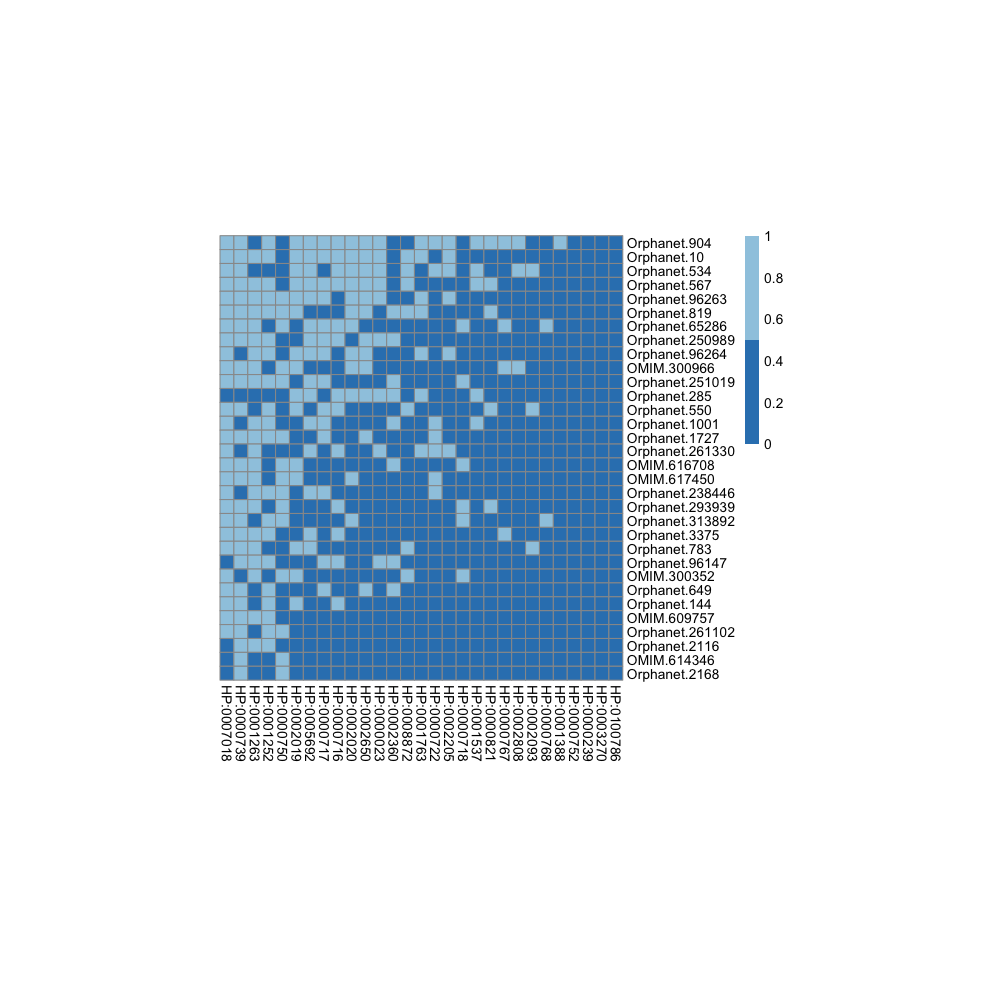 Orphanet.904
Orphanet.10
Orphanet.534
Orphanet.567
Orphanet.96263
Orphanet.819
Orphanet.65286
Orphanet.250989
Orphanet.96264
OMIM.300966
Orphanet.251019
Orphanet.285
Orphanet.550
Orphanet.1001
Orphanet.1727
Orphanet.261330
OMIM.616708
OMIM.617450
Orphanet.238446
Orphanet.293939
Orphanet.313892
Orphanet.3375
Orphanet.783
Orphanet.96147
OMIM.300352
Orphanet.649
Orphanet.144
OMIM.609757
Orphanet.261102
Orphanet.2116
OMIM.614346
Orphanet.2168
1
0.8
0.6
0.4
0.2
0
HP:0007018
HP:0000739
HP:0001263
HP:0001252
HP:0000750
HP:0002019
HP:0005692
HP:0000717
HP:0000716
HP:0002020
HP:0002650
HP:0000023
HP:0002360
HP:0008872
HP:0001763
HP:0000722
HP:0002205
HP:0000718
HP:0001537
HP:0000821
HP:0000767
HP:0002808
HP:0002093
HP:0000768
HP:0001388
HP:0000752
HP:0000239
HP:0003270
HP:0100786